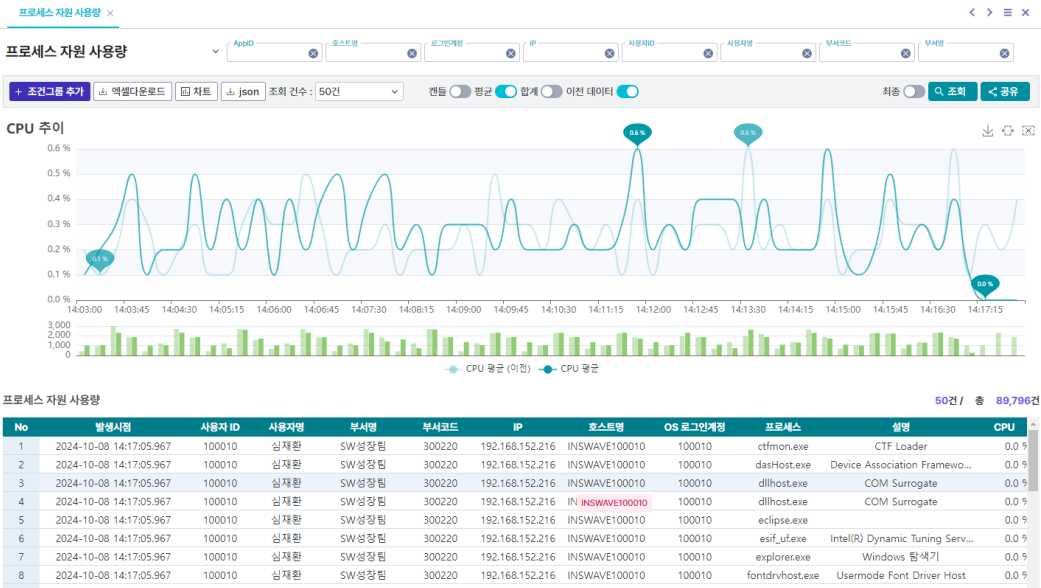 프로세스 자원 사용량 ×
프로세스 자원 사용량
AppID 호스트명 로그인계정 IP 사용자ID 사용자명 부서코드 부서명
+ 조건그룹 추가 엑셀다운로드 차트 json 조회 건수 : 50건 캔들 평균 합계 이전 데이터 최종 조회 공유
CPU 추이
0.6 %
0.5 %
0.4 %
0.3 %
0.2 %
0.1 %
0.0 %
0.1 %
0.6 %
0.6 %
0.0 %
14:03:00 14:03:45 14:04:30 14:05:15 14:06:00 14:06:45 14:07:30 14:08:15 14:09:00 14:09:45 14:10:30 14:11:15 14:12:00 14:12:45 14:13:30 14:14:15 14:15:00 14:15:45 14:16:30 14:17:15
3,000
2,000
1,000
0
CPU 평균 (이전) CPU 평균
프로세스 자원 사용량 50건 / 총 89,796건
No 발생시점 사용자 ID 사용자명 부서명 부서코드 IP 호스트명 OS 로그인계정 프로세스 설명 CPU
1 2024-10-08 14:17:05.967 100010 심재환 SW성장팀 300220 192.168.152.216 INSWAVE100010 100010 ctfmon.exe CTF Loader 0.0 %
2 2024-10-08 14:17:05.967 100010 심재환 SW성장팀 300220 192.168.152.216 INSWAVE100010 100010 dasHost.exe Device Association Framewo... 0.0 %
3 2024-10-08 14:17:05.967 100010 심재환 SW성장팀 300220 192.168.152.216 INSWAVE100010 100010 dllhost.exe COM Surrogate 0.0 %
4 2024-10-08 14:17:05.967 100010 심재환 SW성장팀 300220 192.168.152.216 IN INSWAVE100010 100010 dllhost.exe COM Surrogate 0.0 %
5 2024-10-08 14:17:05.967 100010 심재환 SW성장팀 300220 192.168.152.216 INSWAVE100010 100010 eclipse.exe 0.0 %
6 2024-10-08 14:17:05.967 100010 심재환 SW성장팀 300220 192.168.152.216 INSWAVE100010 100010 esif_uf.exe Intel(R) Dynamic Tuning Serv... 0.0 %
7 2024-10-08 14:17:05.967 100010 심재환 SW성장팀 300220 192.168.152.216 INSWAVE100010 100010 explorer.exe Windows 탐색기 0.0 %
8 2024-10-08 14:17:05.967 100010 심재환 SW성장팀 300220 192.168.152.216 INSWAVE100010 100010 fontdrvhost.exe Usermode Font Driver Host 0.0 %